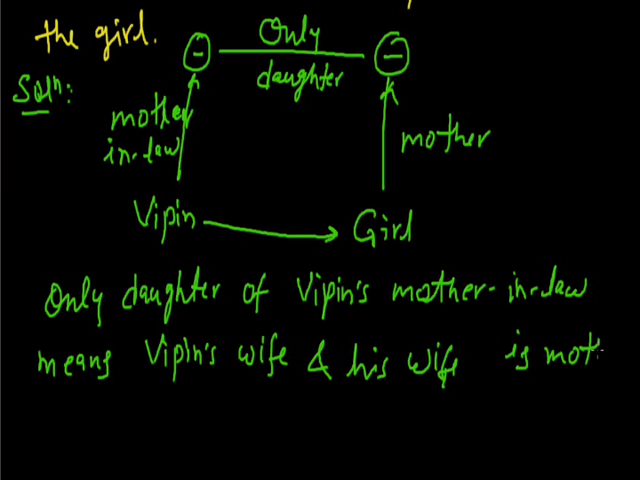 the girl.
Only
daughter
Solⁿ:
mother
in-law
mother
Vipin
Girl
Only daughter of Vipin's mother-in-law
means Vipin's wife & his wife is mot